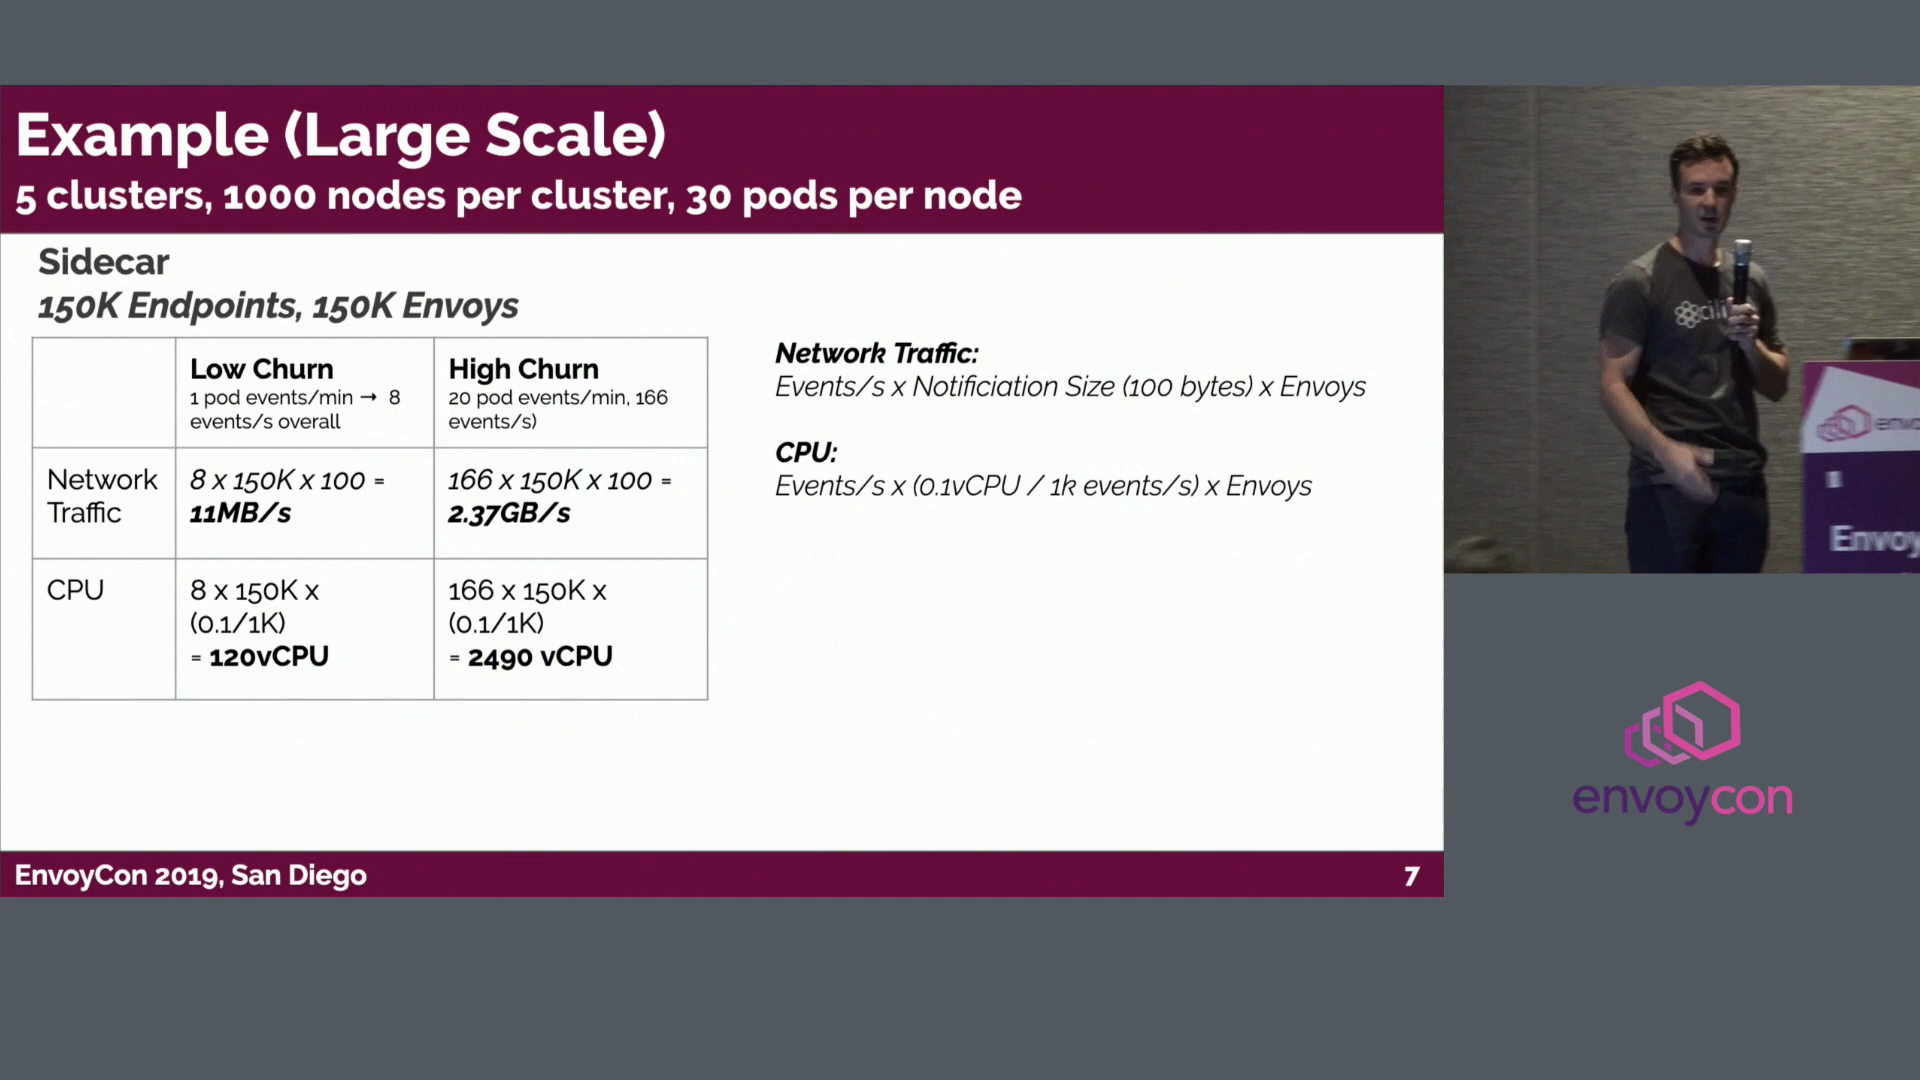 Example (Large Scale)
5 clusters, 1000 nodes per cluster, 30 pods per node
Sidecar
150K Endpoints, 150K Envoys
Low Churn
1 pod events/min → 8
events/s overall
High Churn
20 pod events/min, 166
events/s)
Network
Traffic
8 x 150K x 100 =
11MB/s
166 x 150K x 100 =
2.37GB/s
CPU
8 x 150K x
(0.1/1K)
= 120vCPU
166 x 150K x
(0.1/1K)
= 2490 vCPU
Network Traffic:
Events/s x Notificiation Size (100 bytes) x Envoys
CPU:
Events/s x (0.1vCPU / 1k events/s) x Envoys
EnvoyCon 2019, San Diego
7
cili
envo
Envoy
envoycon